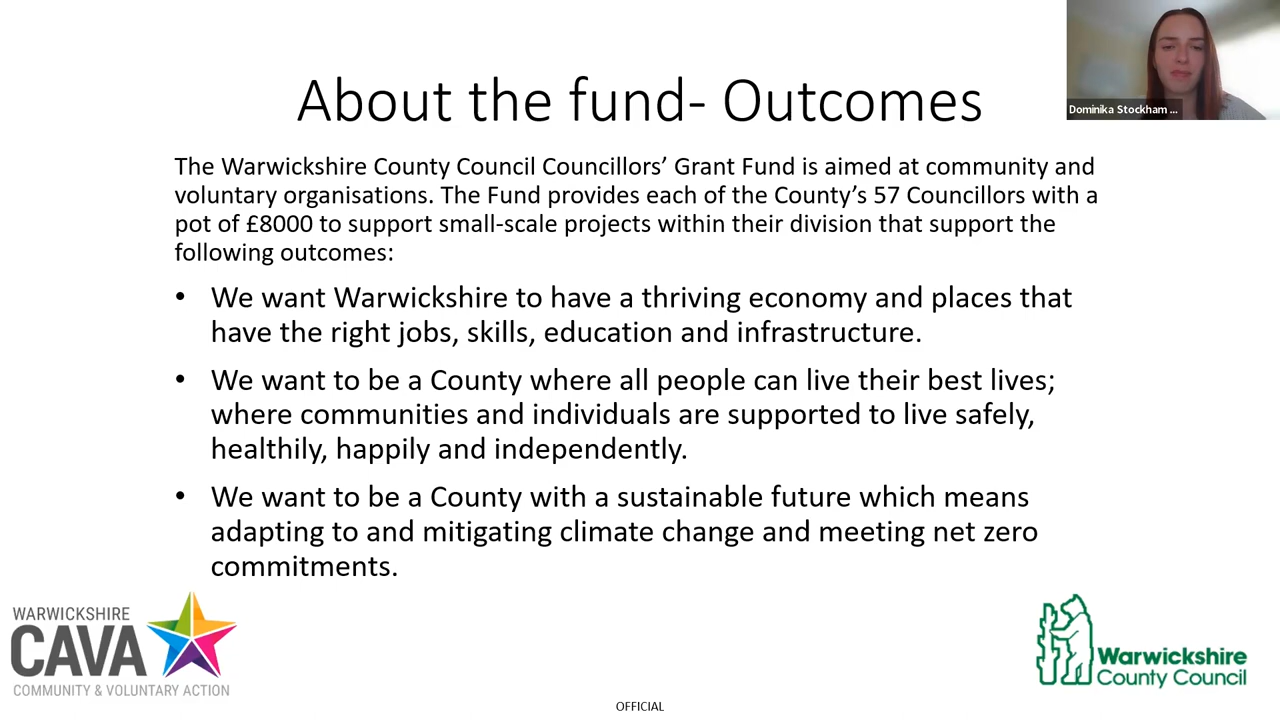 About the fund- Outcomes
Dominika Stockham ...
The Warwickshire County Council Councillors’ Grant Fund is aimed at community and
voluntary organisations. The Fund provides each of the County’s 57 Councillors with a
pot of £8000 to support small-scale projects within their division that support the
following outcomes:
• We want Warwickshire to have a thriving economy and places that
have the right jobs, skills, education and infrastructure.
• We want to be a County where all people can live their best lives;
where communities and individuals are supported to live safely,
healthily, happily and independently.
• We want to be a County with a sustainable future which means
adapting to and mitigating climate change and meeting net zero
commitments.
WARWICKSHIRE
CAVA
COMMUNITY & VOLUNTARY ACTION
Warwickshire
County Council
OFFICIAL